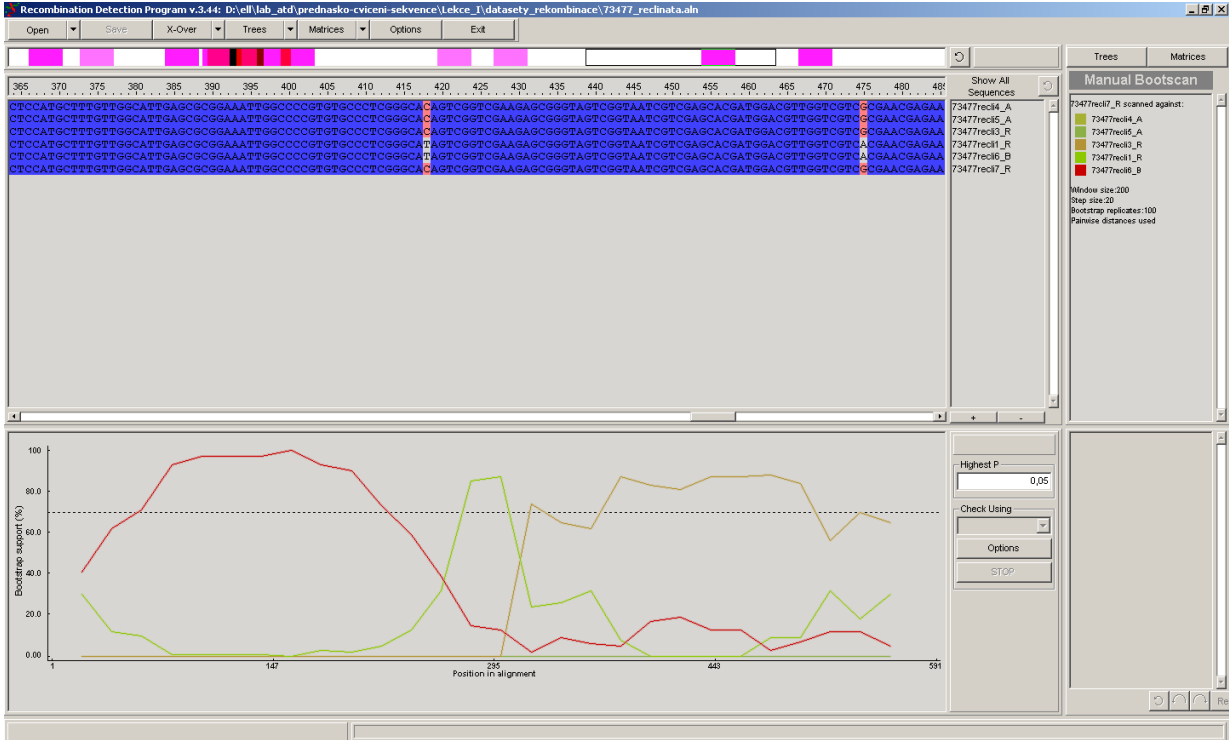 Recombination Detection Program v.3.44: D:\ell\lab_atd\prednasko-cviceni-sekvence\Lekce_I\datasety_rekombinace\73477_reclinata.aln
Open Save X-Over Trees Matrices Options Exit
Trees Matrices
365 370 375 380 385 390 395 400 405 410 415 420 425 430 435 440 445 450 455 460 465 470 475 480 485
Show All
Sequences
CTCCATGCTTTGTTGGCATTGAGCGCGGAAATTGGCCCCGTGTGCCCTCGGGCACAGTCGGTCGAAGAGCGGGTAGTCGGTAATCGTCGAGCACGATGGACGTTGGTCGTCGCGAACGAGAA 73477recli4_A
CTCCATGCTTTGTTGGCATTGAGCGCGGAAATTGGCCCCGTGTGCCCTCGGGCACAGTCGGTCGAAGAGCGGGTAGTCGGTAATCGTCGAGCACGATGGACGTTGGTCGTCGCGAACGAGAA 73477recli5_A
CTCCATGCTTTGTTGGCATTGAGCGCGGAAATTGGCCCCGTGTGCCCTCGGGCACAGTCGGTCGAAGAGCGGGTAGTCGGTAATCGTCGAGCACGATGGACGTTGGTCGTCGCGAACGAGAA 73477recli3_R
CTCCATGCTTTGTTGGCATTGAGCGCGGAAATTGGCCCCGTGTGCCCTCGGGCATAGTCGGTCGAAGAGCGGGTAGTCGGTAATCGTCGAGCACGATGGACGTTGGTCGTCACGAACGAGAA 73477recli1_R
CTCCATGCTTTGTTGGCATTGAGCGCGGAAATTGGCCCCGTGTGCCCTCGGGCATAGTCGGTCGAAGAGCGGGTAGTCGGTAATCGTCGAGCACGATGGACGTTGGTCGTCACGAACGAGAA 73477recli6_B
CTCCATGCTTTGTTGGCATTGAGCGCGGAAATTGGCCCCGTGTGCCCTCGGGCACAGTCGGTCGAAGAGCGGGTAGTCGGTAATCGTCGAGCACGATGGACGTTGGTCGTCGCGAACGAGAA 73477recli7_R
+ -
Manual Bootscan
73477recli7_R scanned against:
73477recli4_A
73477recli5_A
73477recli3_R
73477recli1_R
73477recli6_B
Window size:200
Step size:20
Bootstrap replicates:100
Pairwise distances used
100
80.0
60.0
40.0
20.0
0.00
Bootstrap support (%)
1 147 295 443 591
Position in alignment
Highest P
0,05
Check Using
Options
STOP
Re